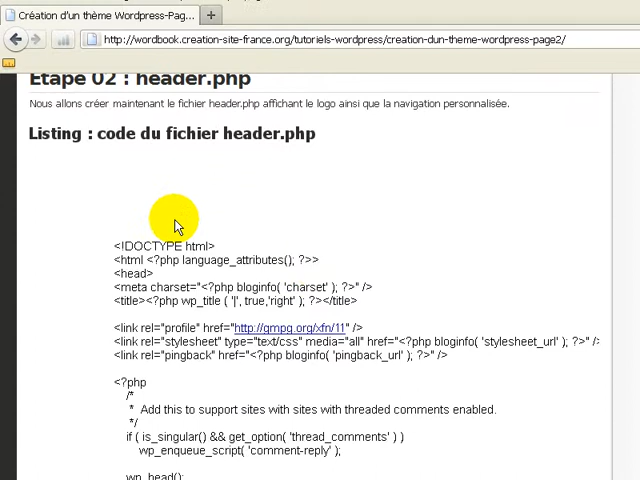 Création d'un thème Wordpress-Pag...
http://wordbook.creation-site-france.org/tutoriels-wordpress/creation-dun-theme-wordpress-page2/
Etape 02 : header.php
Nous allons créer maintenant le fichier header.php affichant le logo ainsi que la navigation personnalisée.
Listing : code du fichier header.php
<!DOCTYPE html>
<html <?php language_attributes(); ?>>
<head>
<meta charset="<?php bloginfo( 'charset' ); ?>" />
<title><?php wp_title ( '|', true,'right' ); ?></title>
<link rel="profile" href="http://gmpg.org/xfn/11" />
<link rel="stylesheet" type="text/css" media="all" href="<?php bloginfo( 'stylesheet_url' ); ?>" />
<link rel="pingback" href="<?php bloginfo( 'pingback_url' ); ?>" />
<?php
/*
* Add this to support sites with sites with threaded comments enabled.
*/
if ( is_singular() && get_option( 'thread_comments' ) )
wp_enqueue_script( 'comment-reply' );
wp_head();